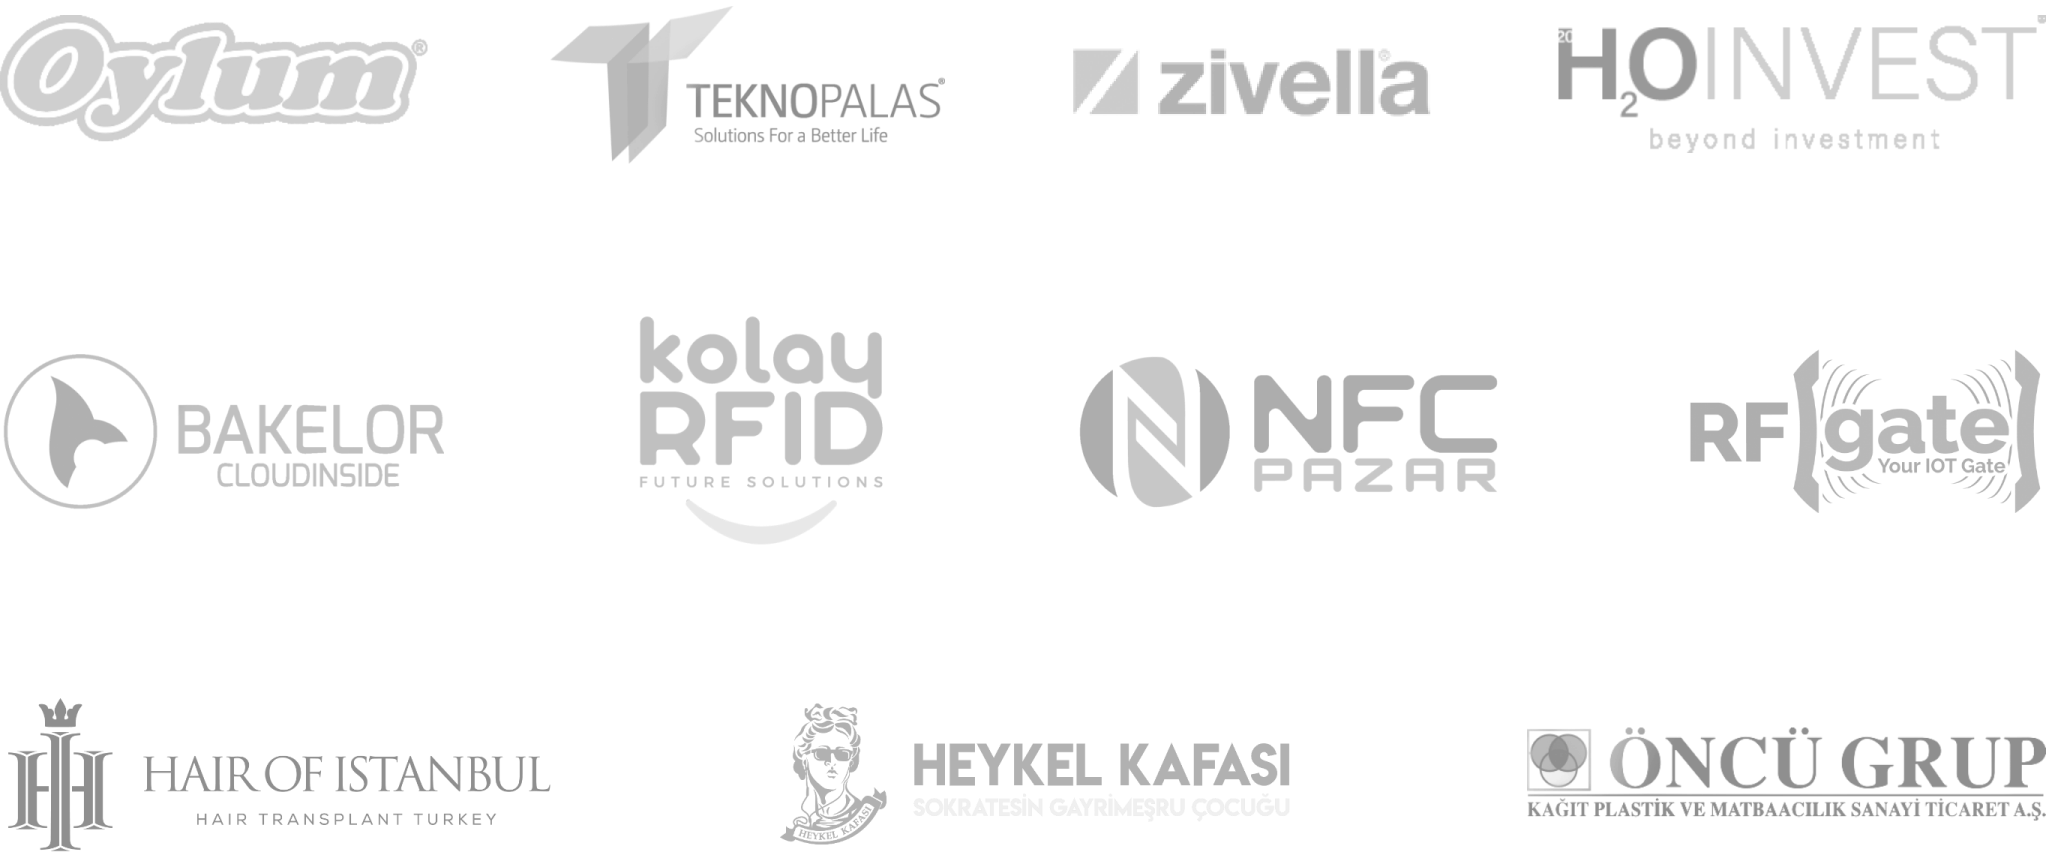 Oylum®
TEKNOPALAS®
Solutions For a Better Life
zivella®
H2OINVEST
beyond investment
BAKELOR
CLOUDINSIDE
kolay
RFID
FUTURE SOLUTIONS
NFC
PAZAR
RF gate
Your IOT Gate
HAIR OF ISTANBUL
HAIR TRANSPLANT TURKEY
HEYKEL KAFASI
HEYKEL KAFASI
SOKRATESİN GAYRİMEŞRU ÇOCUĞU
ÖNCÜ GRUP
KAĞIT PLASTİK VE MATBAACILIK SANAYİ TİCARET A.Ş.